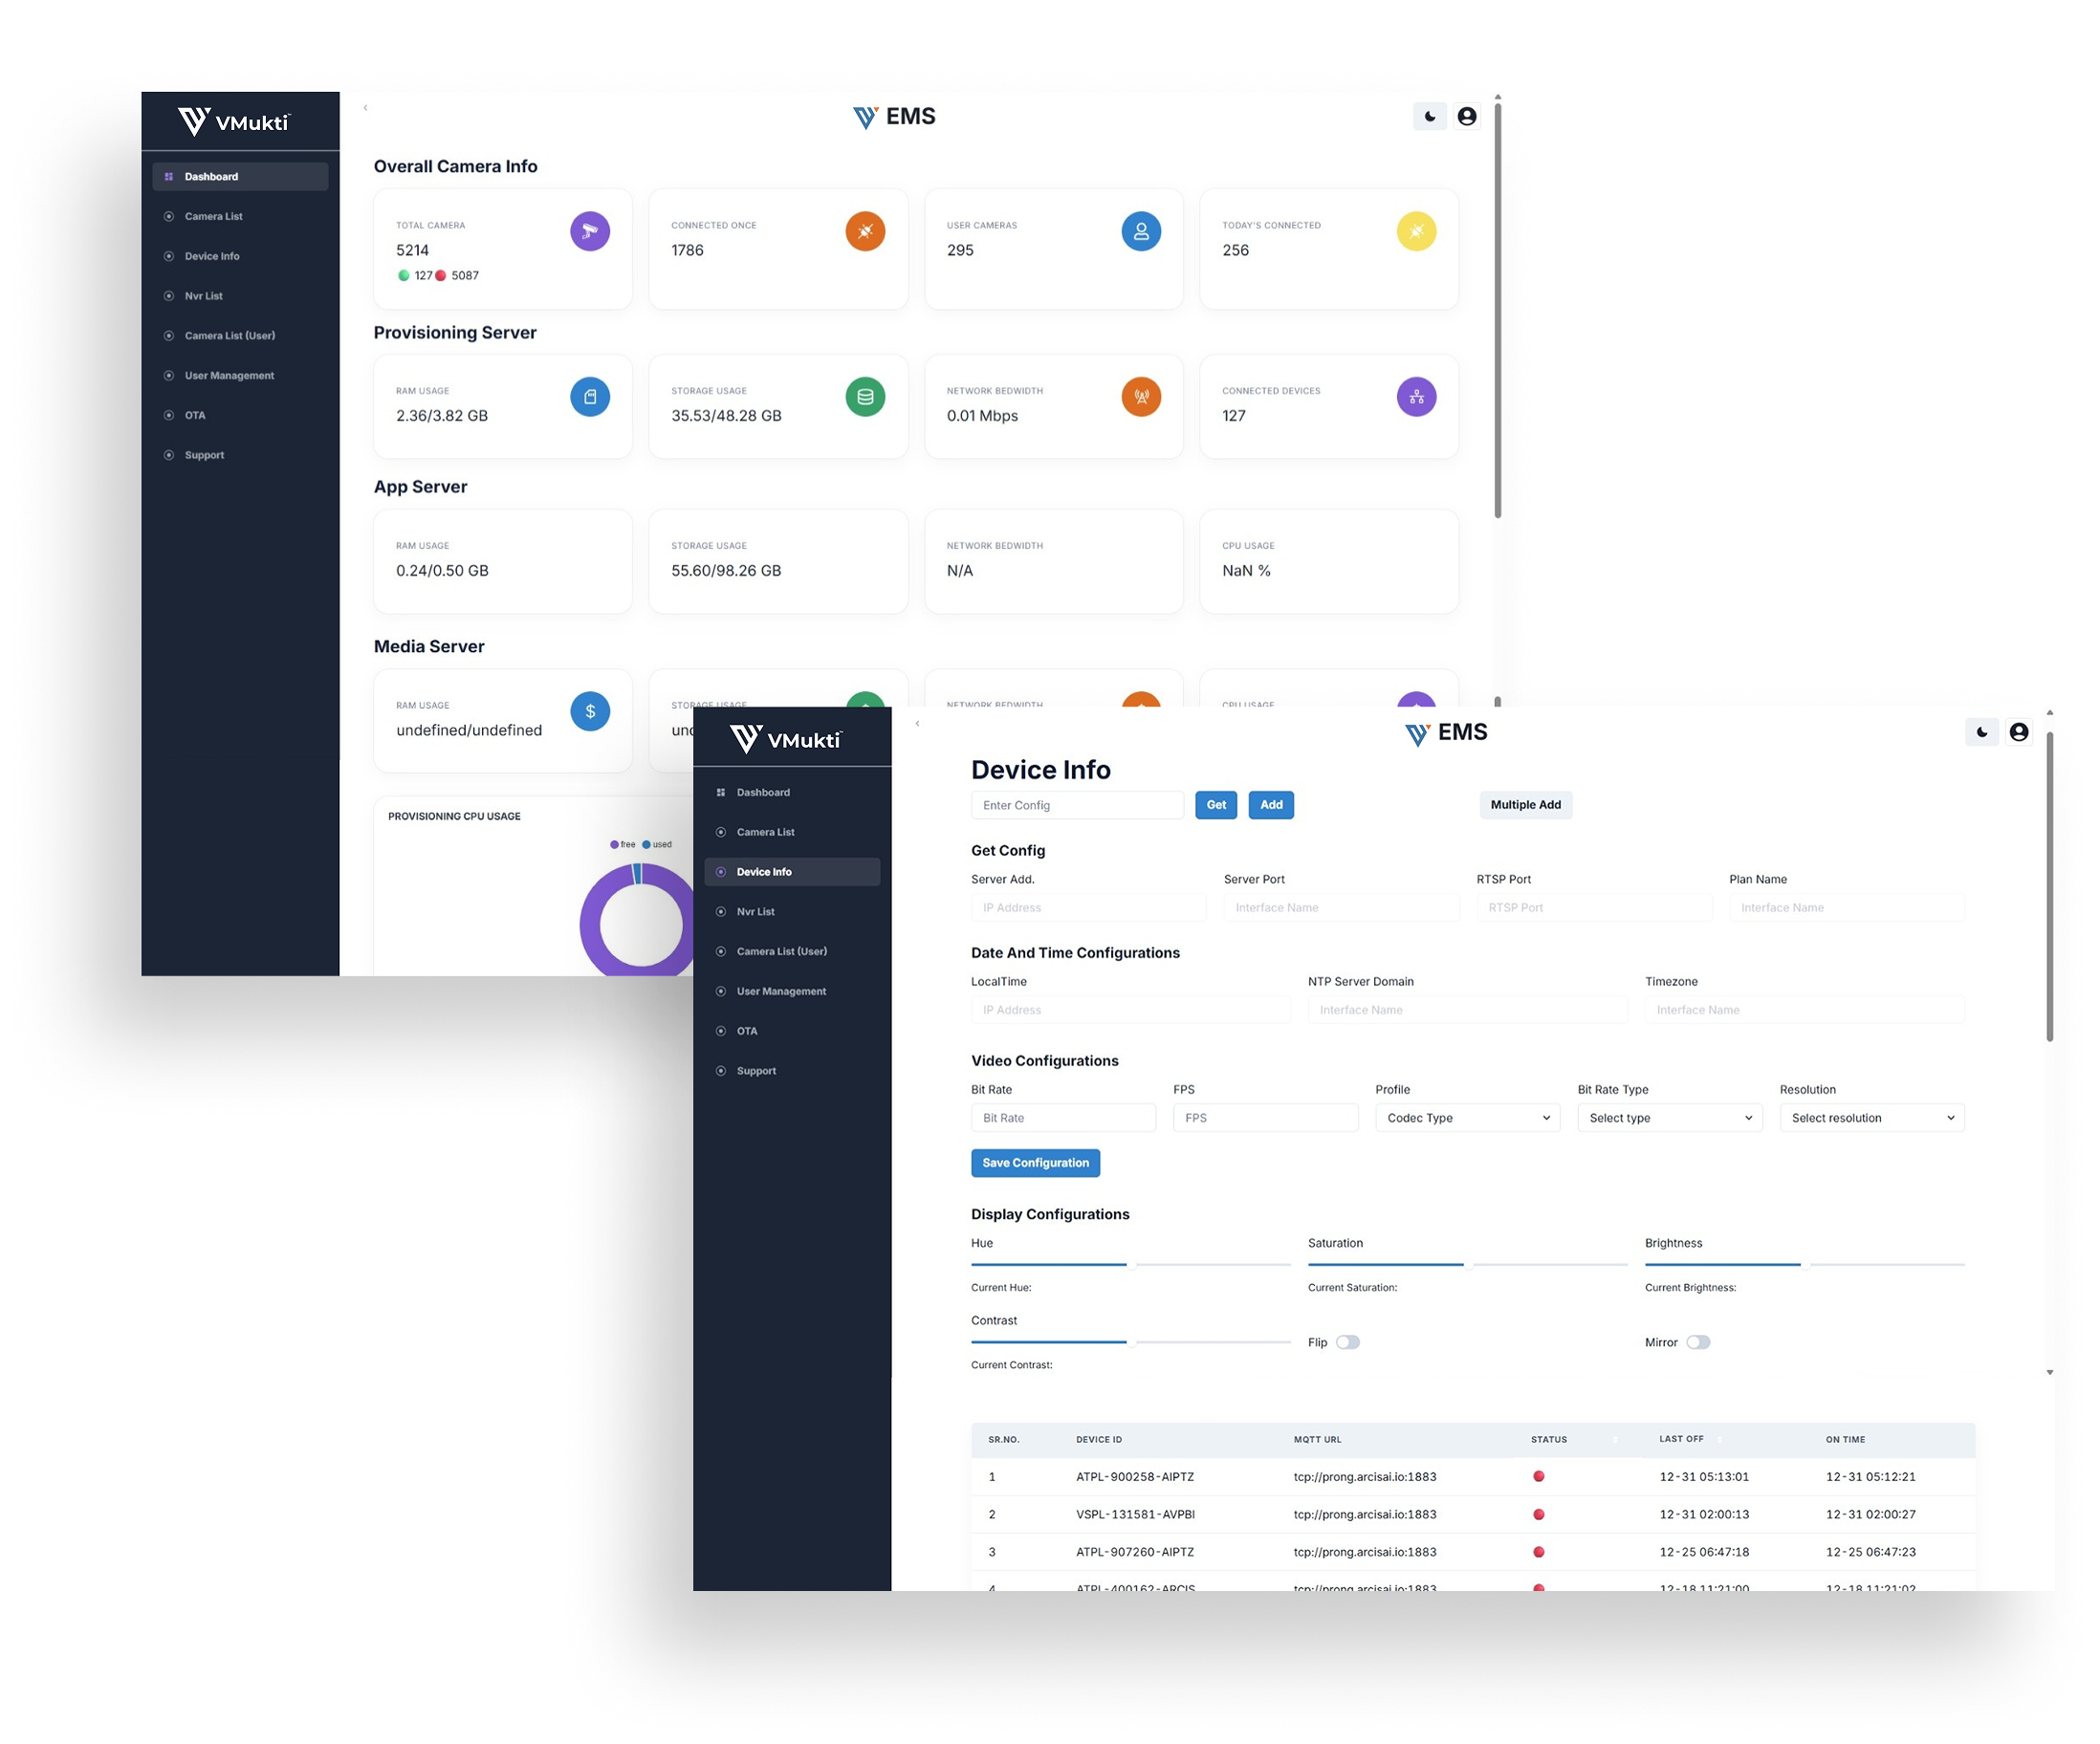 VMukti
EMS
Dashboard
Camera List
Device Info
Nvr List
Camera List (User)
User Management
OTA
Support
Overall Camera Info
TOTAL CAMERA
5214
127 5087
CONNECTED ONCE
1786
USER CAMERAS
295
TODAY'S CONNECTED
256
Provisioning Server
RAM USAGE
2.36/3.82 GB
STORAGE USAGE
35.53/48.28 GB
NETWORK BEDWIDTH
0.01 Mbps
CONNECTED DEVICES
127
App Server
RAM USAGE
0.24/0.50 GB
STORAGE USAGE
55.60/98.26 GB
NETWORK BEDWIDTH
N/A
CPU USAGE
NaN %
Media Server
RAM USAGE
undefined/undefined
STORAGE USAGE
NETWORK BEDWIDTH
CPU USAGE
PROVISIONING CPU USAGE
free used
VMukti
EMS
Dashboard
Camera List
Device Info
Nvr List
Camera List (User)
User Management
OTA
Support
Device Info
Enter Config Get Add Multiple Add
Get Config
Server Add. Server Port RTSP Port Plan Name
IP Address Interface Name RTSP Port Interface Name
Date And Time Configurations
LocalTime NTP Server Domain Timezone
IP Address Interface Name Interface Name
Video Configurations
Bit Rate FPS Profile Bit Rate Type Resolution
Bit Rate FPS Codec Type Select type Select resolution
Save Configuration
Display Configurations
Hue Saturation Brightness
Current Hue: Current Saturation: Current Brightness:
Contrast
Flip Mirror
Current Contrast:
SR.NO. DEVICE ID MQTT URL STATUS LAST OFF ON TIME
1 ATPL-900258-AIPTZ tcp://prong.arcisai.io:1883 12-31 05:13:01 12-31 05:12:21
2 VSPL-131581-AVPBI tcp://prong.arcisai.io:1883 12-31 02:00:13 12-31 02:00:27
3 ATPL-907260-AIPTZ tcp://prong.arcisai.io:1883 12-25 06:47:18 12-25 06:47:23
4 ATPL-400162-ARCIS tcp://prong.arcisai.io:1883 12-18 11:21:00 12-18 11:21:02